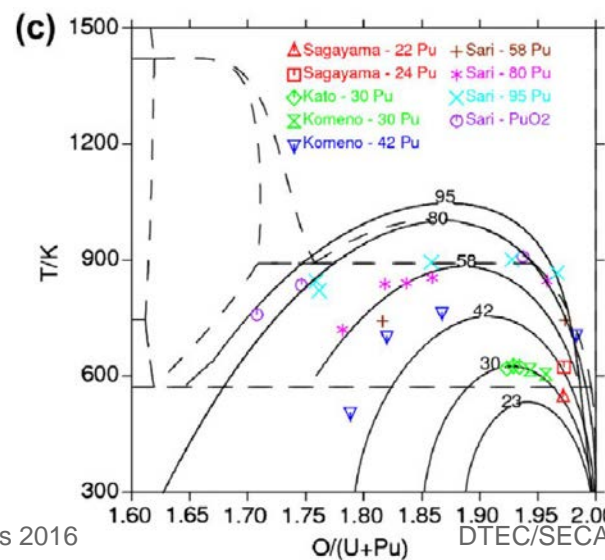 (c)
1500
1200
900
600
300
T/K
Sagayama - 22 Pu
Sagayama - 24 Pu
Kato - 30 Pu
Komeno - 30 Pu
Komeno - 42 Pu
Sari - 58 Pu
Sari - 80 Pu
Sari - 95 Pu
Sari - PuO2
95
80
58
42
30
23
1.60 1.65 1.70 1.75 1.80 1.85 1.90 1.95 2.00
O/(U+Pu)
s 2016
DTEC/SECA